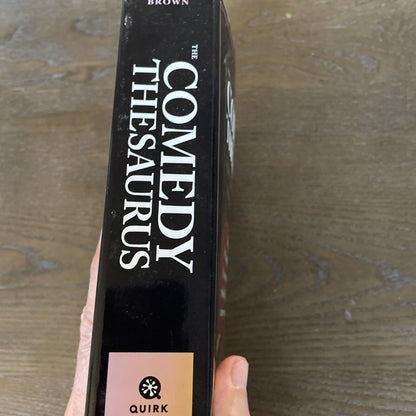 BROWN
THE
COMEDY
THESAURUS
QUIRK